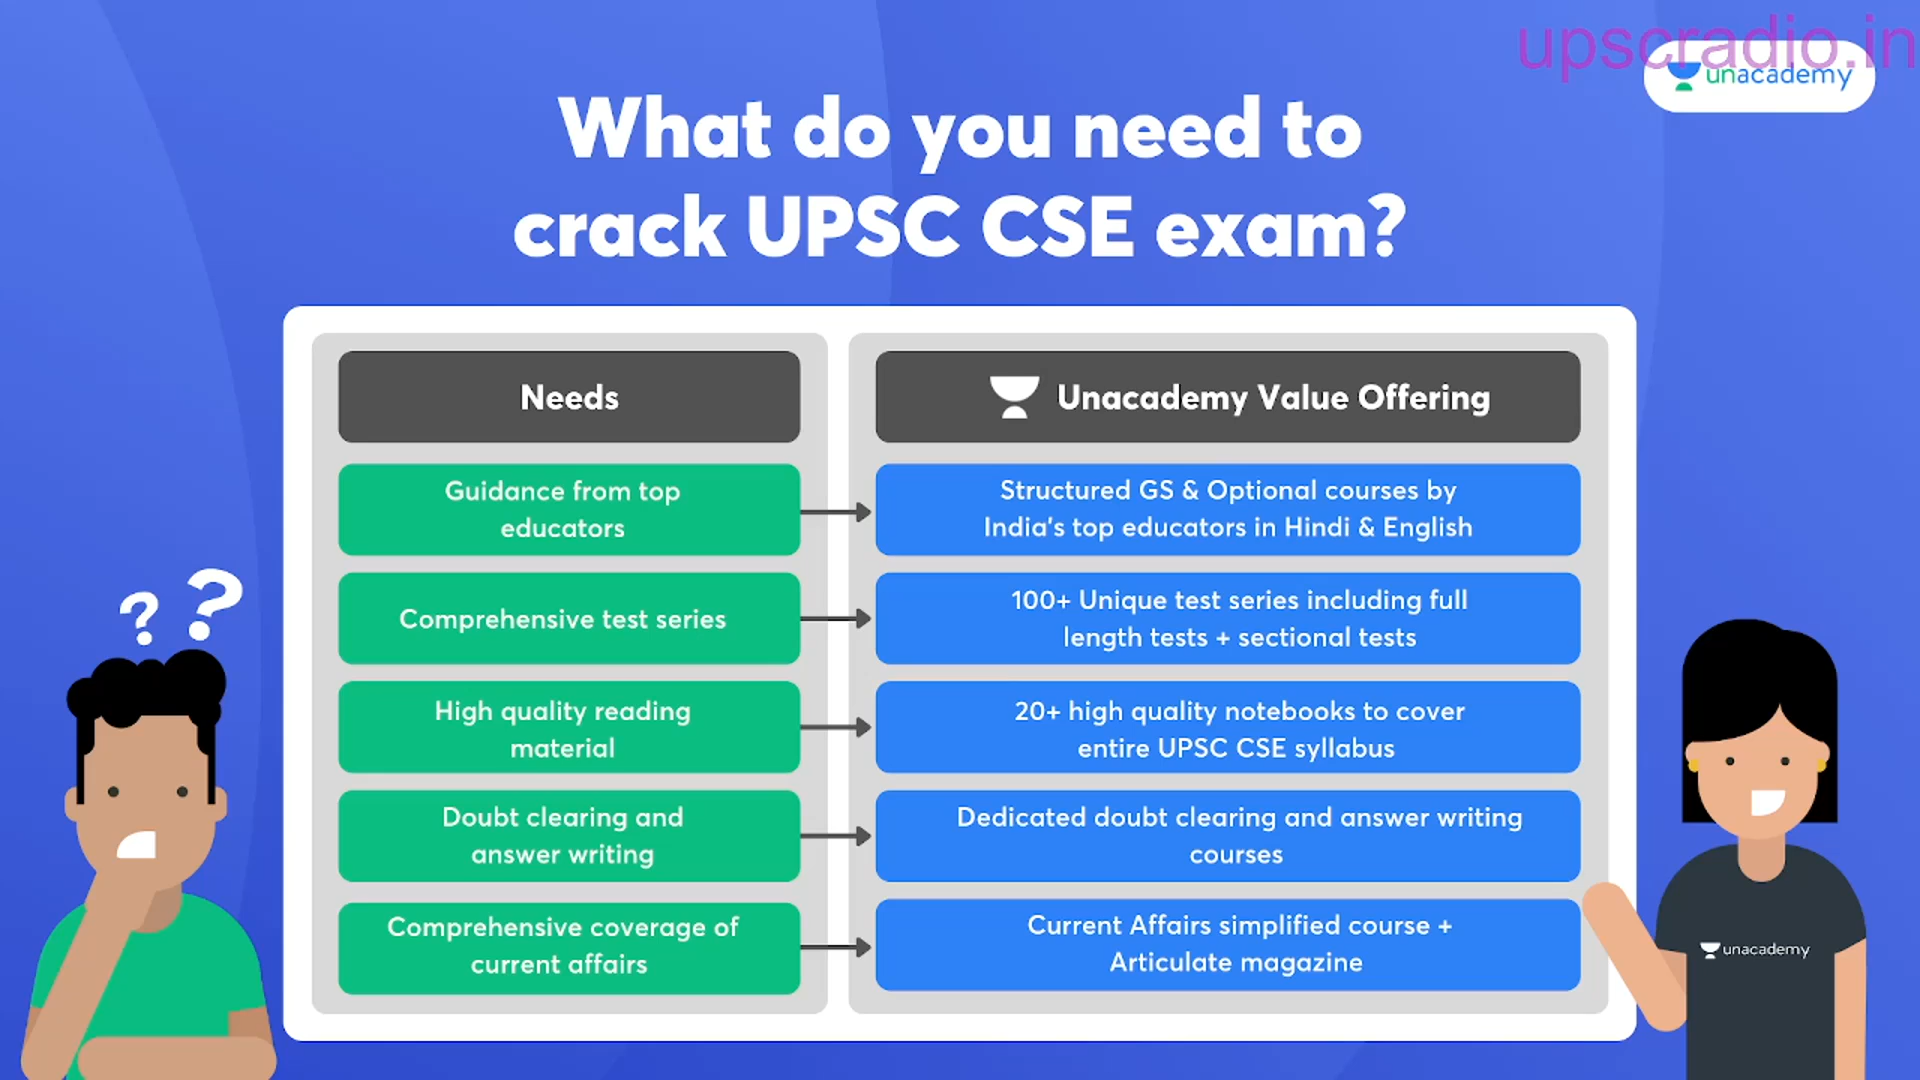 upscradio.in
unacademy
What do you need to
crack UPSC CSE exam?
Needs
Unacademy Value Offering
Guidance from top
educators
Structured GS & Optional courses by
India's top educators in Hindi & English
Comprehensive test series
100+ Unique test series including full
length tests + sectional tests
High quality reading
material
20+ high quality notebooks to cover
entire UPSC CSE syllabus
Doubt clearing and
answer writing
Dedicated doubt clearing and answer writing
courses
Comprehensive coverage of
current affairs
Current Affairs simplified course +
Articulate magazine
? ?
unacademy